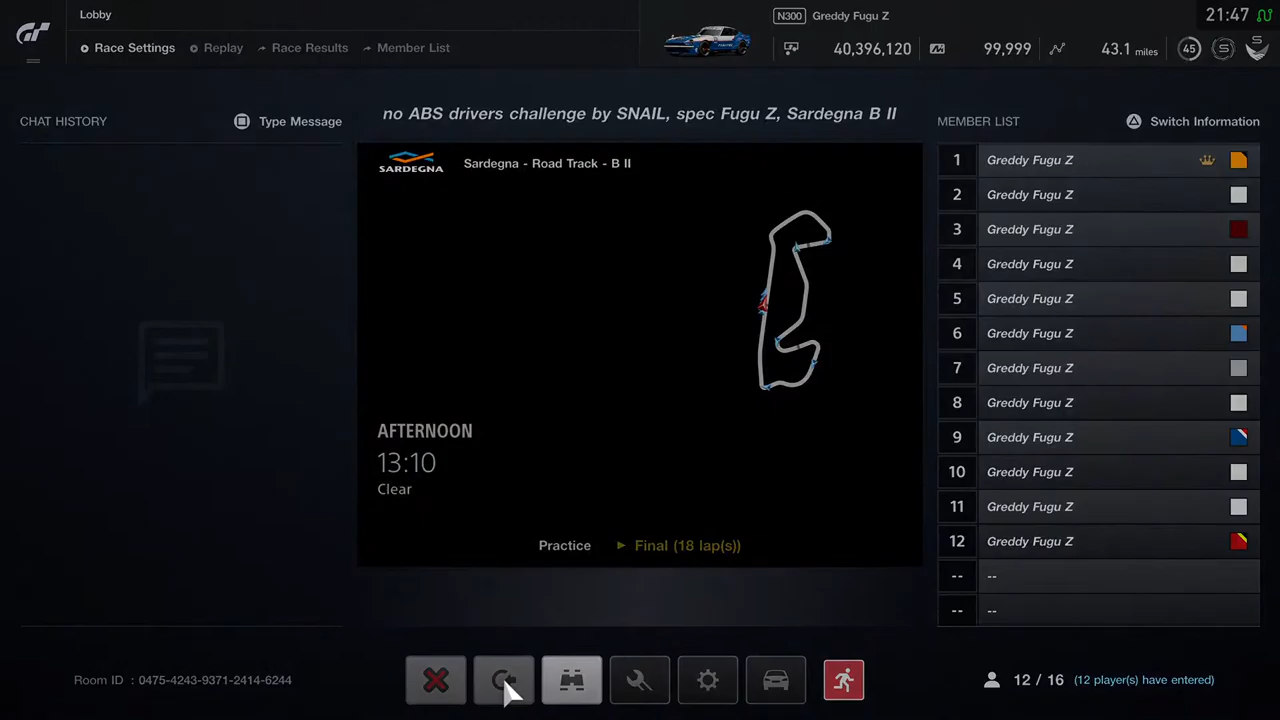 Lobby
Race Settings
Replay
Race Results
Member List
N300 Greddy Fugu Z
40,396,120
99,999
43.1 miles
45
S
S
21:47
CHAT HISTORY
Type Message
no ABS drivers challenge by SNAIL, spec Fugu Z, Sardegna B II
MEMBER LIST
Switch Information
SARDEGNA
Sardegna - Road Track - B II
1 Greddy Fugu Z
2 Greddy Fugu Z
3 Greddy Fugu Z
4 Greddy Fugu Z
5 Greddy Fugu Z
6 Greddy Fugu Z
7 Greddy Fugu Z
8 Greddy Fugu Z
9 Greddy Fugu Z
10 Greddy Fugu Z
11 Greddy Fugu Z
12 Greddy Fugu Z
-- --
-- --
AFTERNOON
13:10
Clear
Practice
Final (18 lap(s))
Room ID : 0475-4243-9371-2414-6244
12 / 16 (12 player(s) have entered)